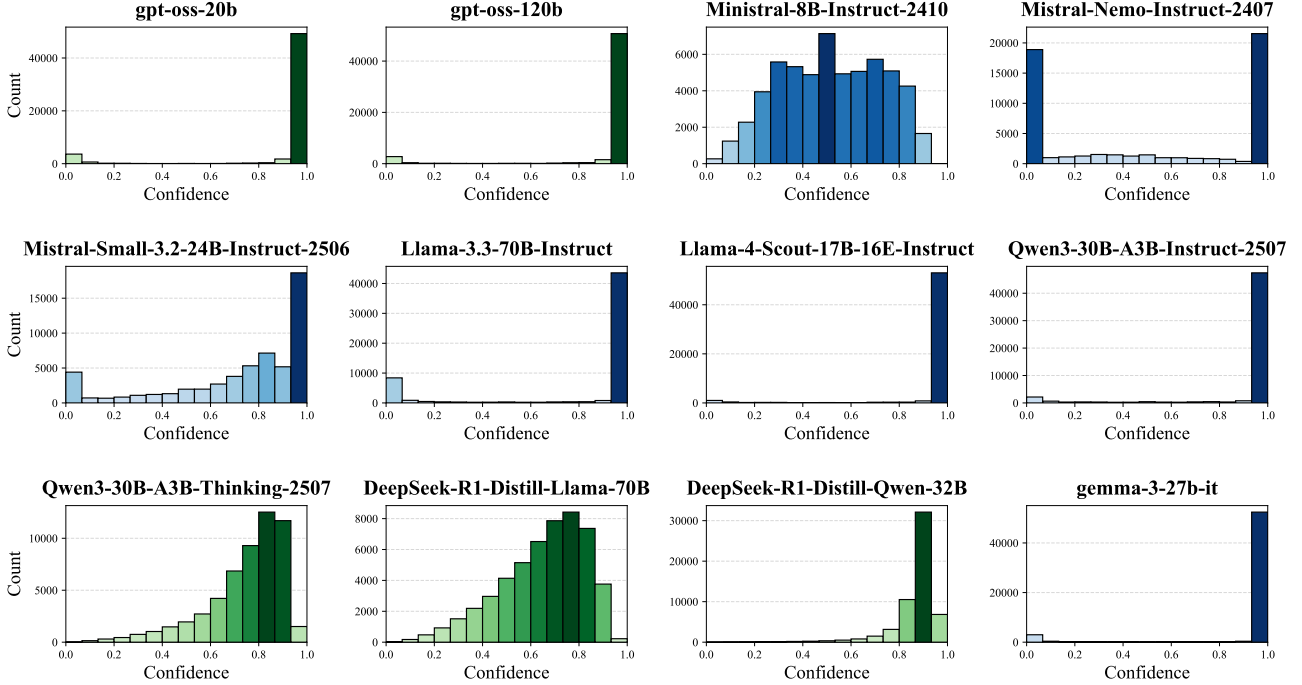 gpt-oss-20b
gpt-oss-120b
Ministral-8B-Instruct-2410
Mistral-Nemo-Instruct-2407
Count
40000
20000
0
0.0 0.2 0.4 0.6 0.8 1.0
Confidence
40000
20000
0
0.0 0.2 0.4 0.6 0.8 1.0
Confidence
6000
4000
2000
0
0.0 0.2 0.4 0.6 0.8 1.0
Confidence
20000
15000
10000
5000
0
0.0 0.2 0.4 0.6 0.8 1.0
Confidence
Mistral-Small-3.2-24B-Instruct-2506
Llama-3.3-70B-Instruct
Llama-4-Scout-17B-16E-Instruct
Qwen3-30B-A3B-Instruct-2507
Count
15000
10000
5000
0
0.0 0.2 0.4 0.6 0.8 1.0
Confidence
40000
30000
20000
10000
0
0.0 0.2 0.4 0.6 0.8 1.0
Confidence
40000
20000
0
0.0 0.2 0.4 0.6 0.8 1.0
Confidence
40000
30000
20000
10000
0
0.0 0.2 0.4 0.6 0.8 1.0
Confidence
Qwen3-30B-A3B-Thinking-2507
DeepSeek-R1-Distill-Llama-70B
DeepSeek-R1-Distill-Qwen-32B
gemma-3-27b-it
Count
10000
5000
0
0.0 0.2 0.4 0.6 0.8 1.0
Confidence
8000
6000
4000
2000
0
0.0 0.2 0.4 0.6 0.8 1.0
Confidence
30000
20000
10000
0
0.0 0.2 0.4 0.6 0.8 1.0
Confidence
40000
20000
0
0.0 0.2 0.4 0.6 0.8 1.0
Confidence